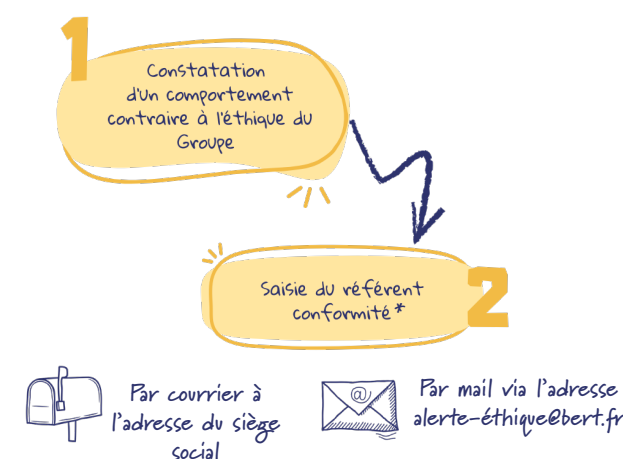 1
Constatation
d'un comportement
contraire à l'éthique du
Groupe
Saisie du référent
conformité*
2
Par courrier à
l'adresse du siège
social
@
Par mail via l'adresse
alerte-éthique@bert.fr